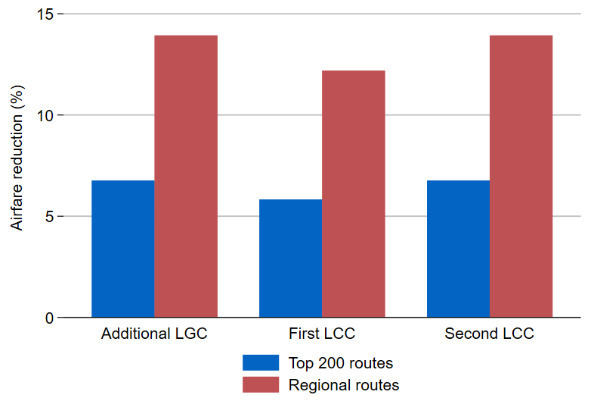 15
10
5
0
Airfare reduction (%)
Additional LGC
First LCC
Second LCC
Top 200 routes
Regional routes